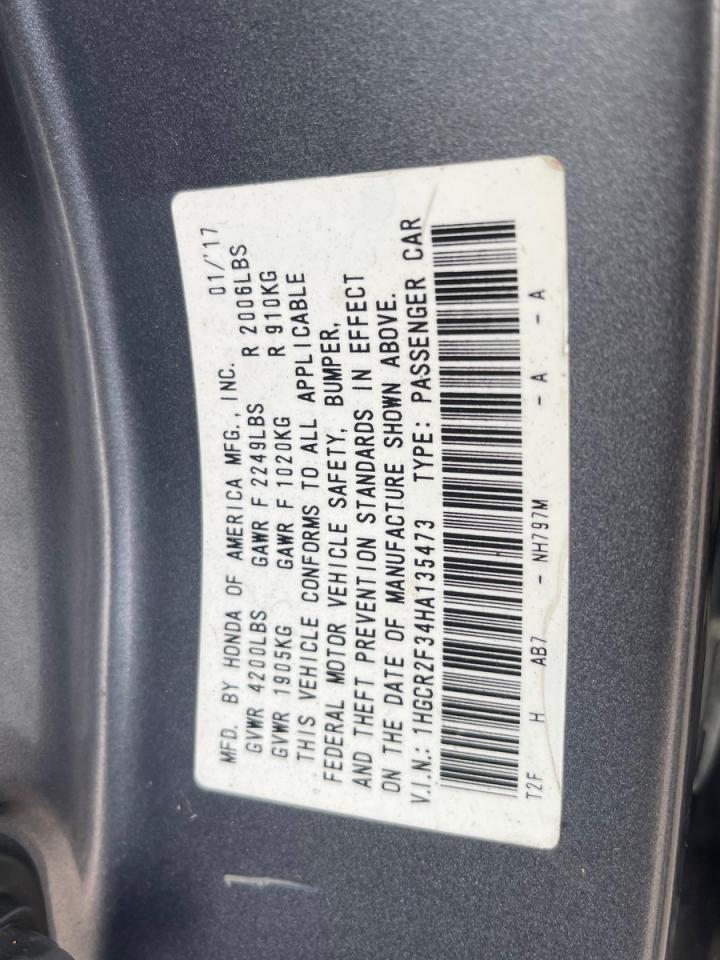 MFD. BY HONDA OF AMERICA MFG., INC. 01/'17
GVWR 4200LBS GAWR F 2249LBS R 2006LBS
GVWR 1905KG GAWR F 1020KG R 910KG
THIS VEHICLE CONFORMS TO ALL APPLICABLE
FEDERAL MOTOR VEHICLE SAFETY, BUMPER,
AND THEFT PREVENTION STANDARDS IN EFFECT
ON THE DATE OF MANUFACTURE SHOWN ABOVE.
V.I.N.: 1HGCR2F34HA135473 TYPE: PASSENGER CAR
T2F H AB7 - NH797M - A - A